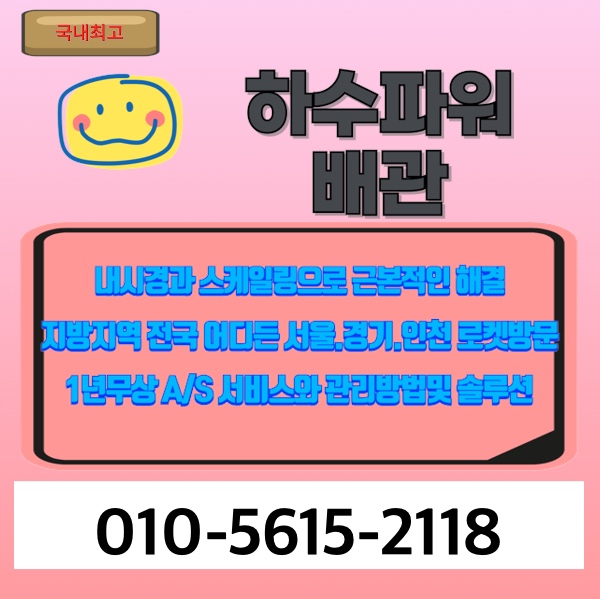 국내최고
하수파워
배관
내시경과 스케일링으로 근본적인 해결
지방지역 전국 어디든 서울.경기.인천 로켓방문
1년무상 A/S 서비스와 관리방법및 솔루션
010-5615-2118